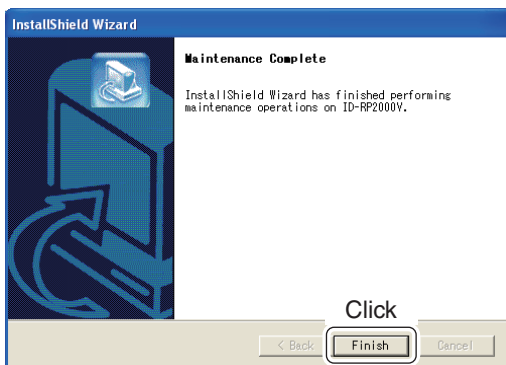 InstallShield Wizard
Maintenance Complete
InstallShield Wizard has finished performing
maintenance operations on ID-RP2000V.
Click
< Back
Finish
Cancel